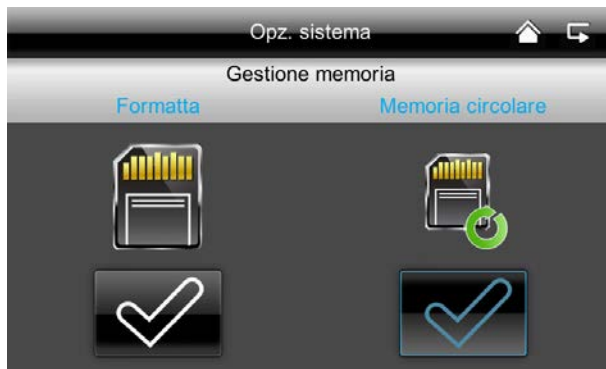 Opz. sistema
Gestione memoria
Formatta Memoria circolare